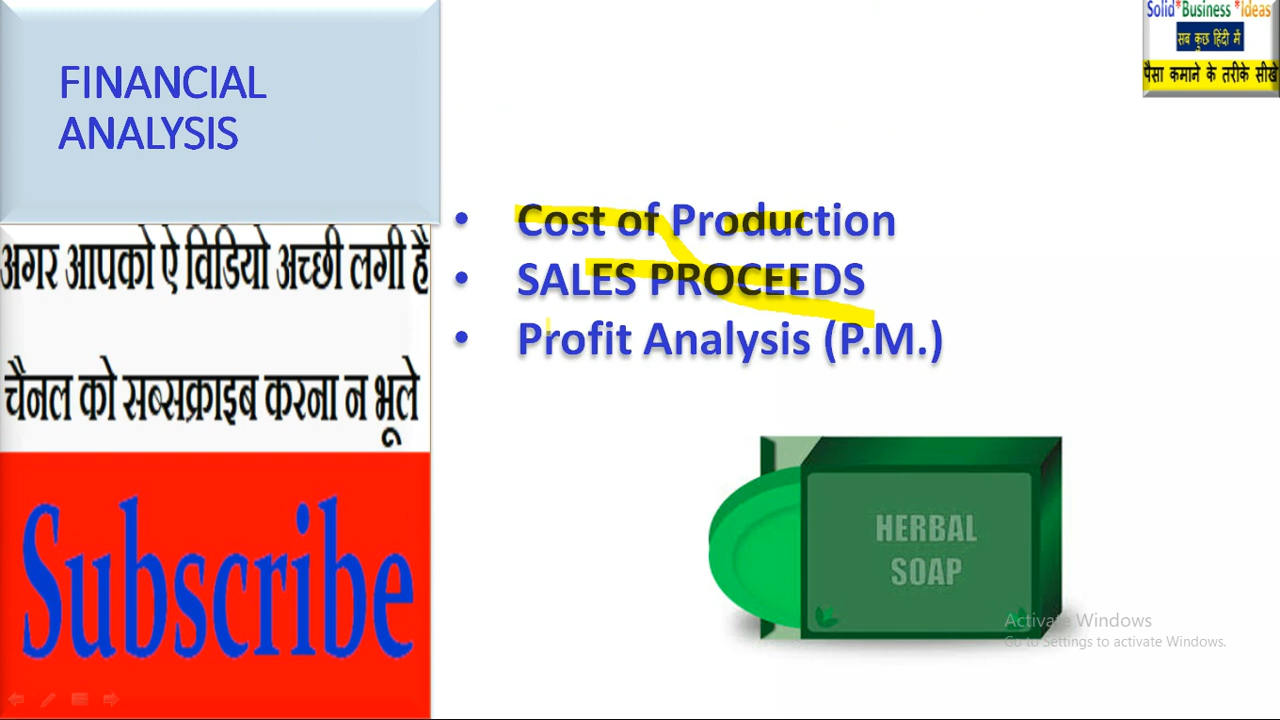 Solid*Business *Ideas
सब कुछ हिंदी में
पैसा कमाने के तरीके सीखे
FINANCIAL
ANALYSIS
• Cost of Production
• SALES PROCEEDS
• Profit Analysis (P.M.)
अगर आपको ऐ विडियो अच्छी लगी है
चैनल को सब्सक्राइब करना न भूले
Subscribe
HERBAL
SOAP
Activate Windows
Go to Settings to activate Windows.